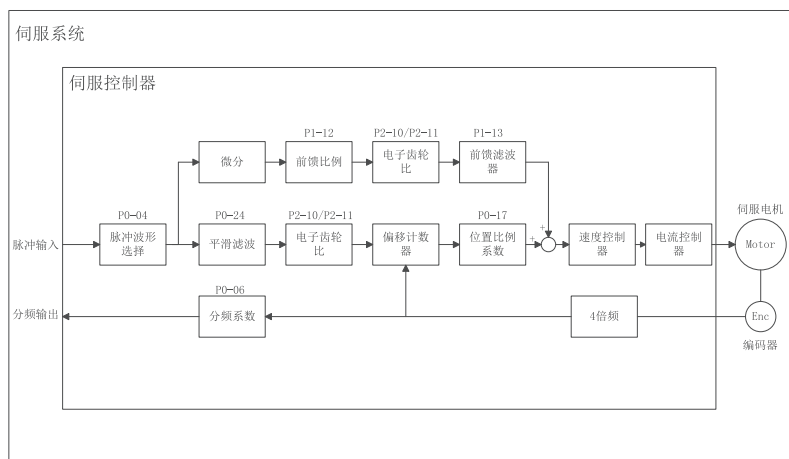 伺服系统
伺服控制器
P1-12
P2-10/P2-11
P1-13
微分
前馈比例
电子齿轮
比
前馈滤波
器
P0-04
P0-24
P2-10/P2-11
P0-17
伺服电机
脉冲输入
脉冲波形
选择
平滑滤波
电子齿轮
比
偏移计数
器
位置比例
系数
+
+
速度控制
器
电流控制
器
Motor
P0-06
分频输出
分频系数
4倍频
Enc
编码器